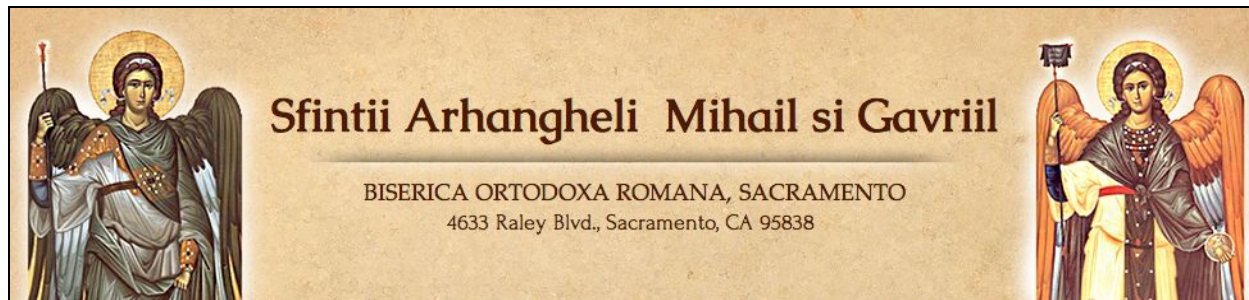 Sfintii Arhangheli Mihail si Gavriil
BISERICA ORTODOXA ROMANA, SACRAMENTO
4633 Raley Blvd., Sacramento, CA 95838